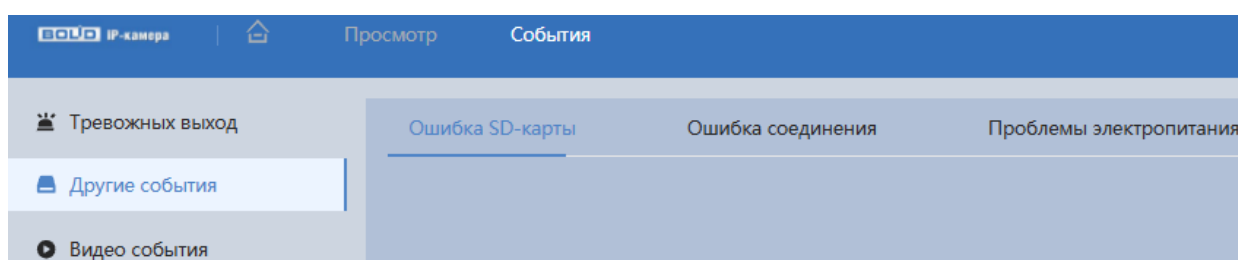 BOLID IP-камера Просмотр События
Тревожных выход
Ошибка SD-карты Ошибка соединения Проблемы электропитания
Другие события
Видео события